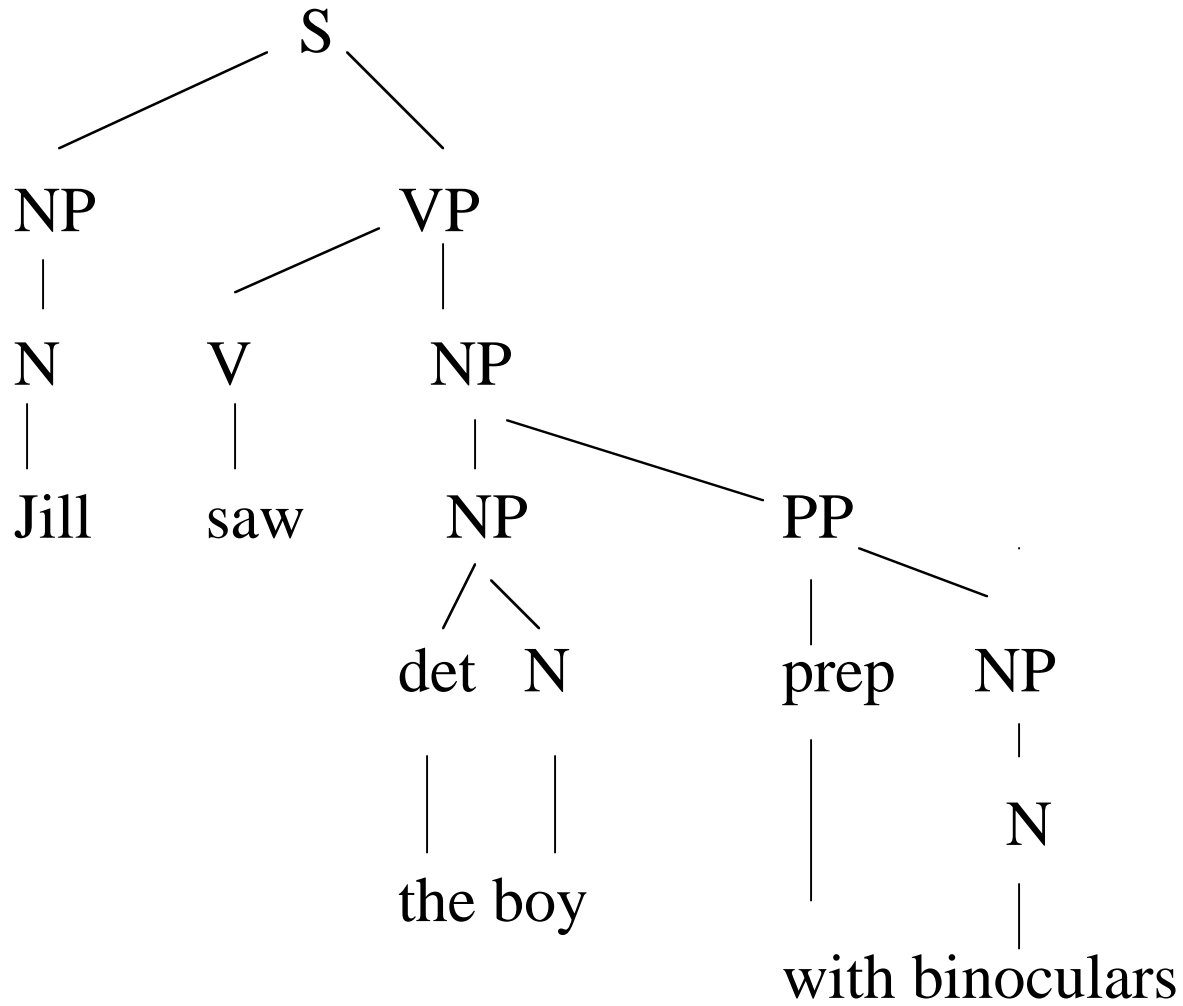 S
NP VP
N V NP
Jill saw NP PP
det N prep NP
N
the boy
with binoculars